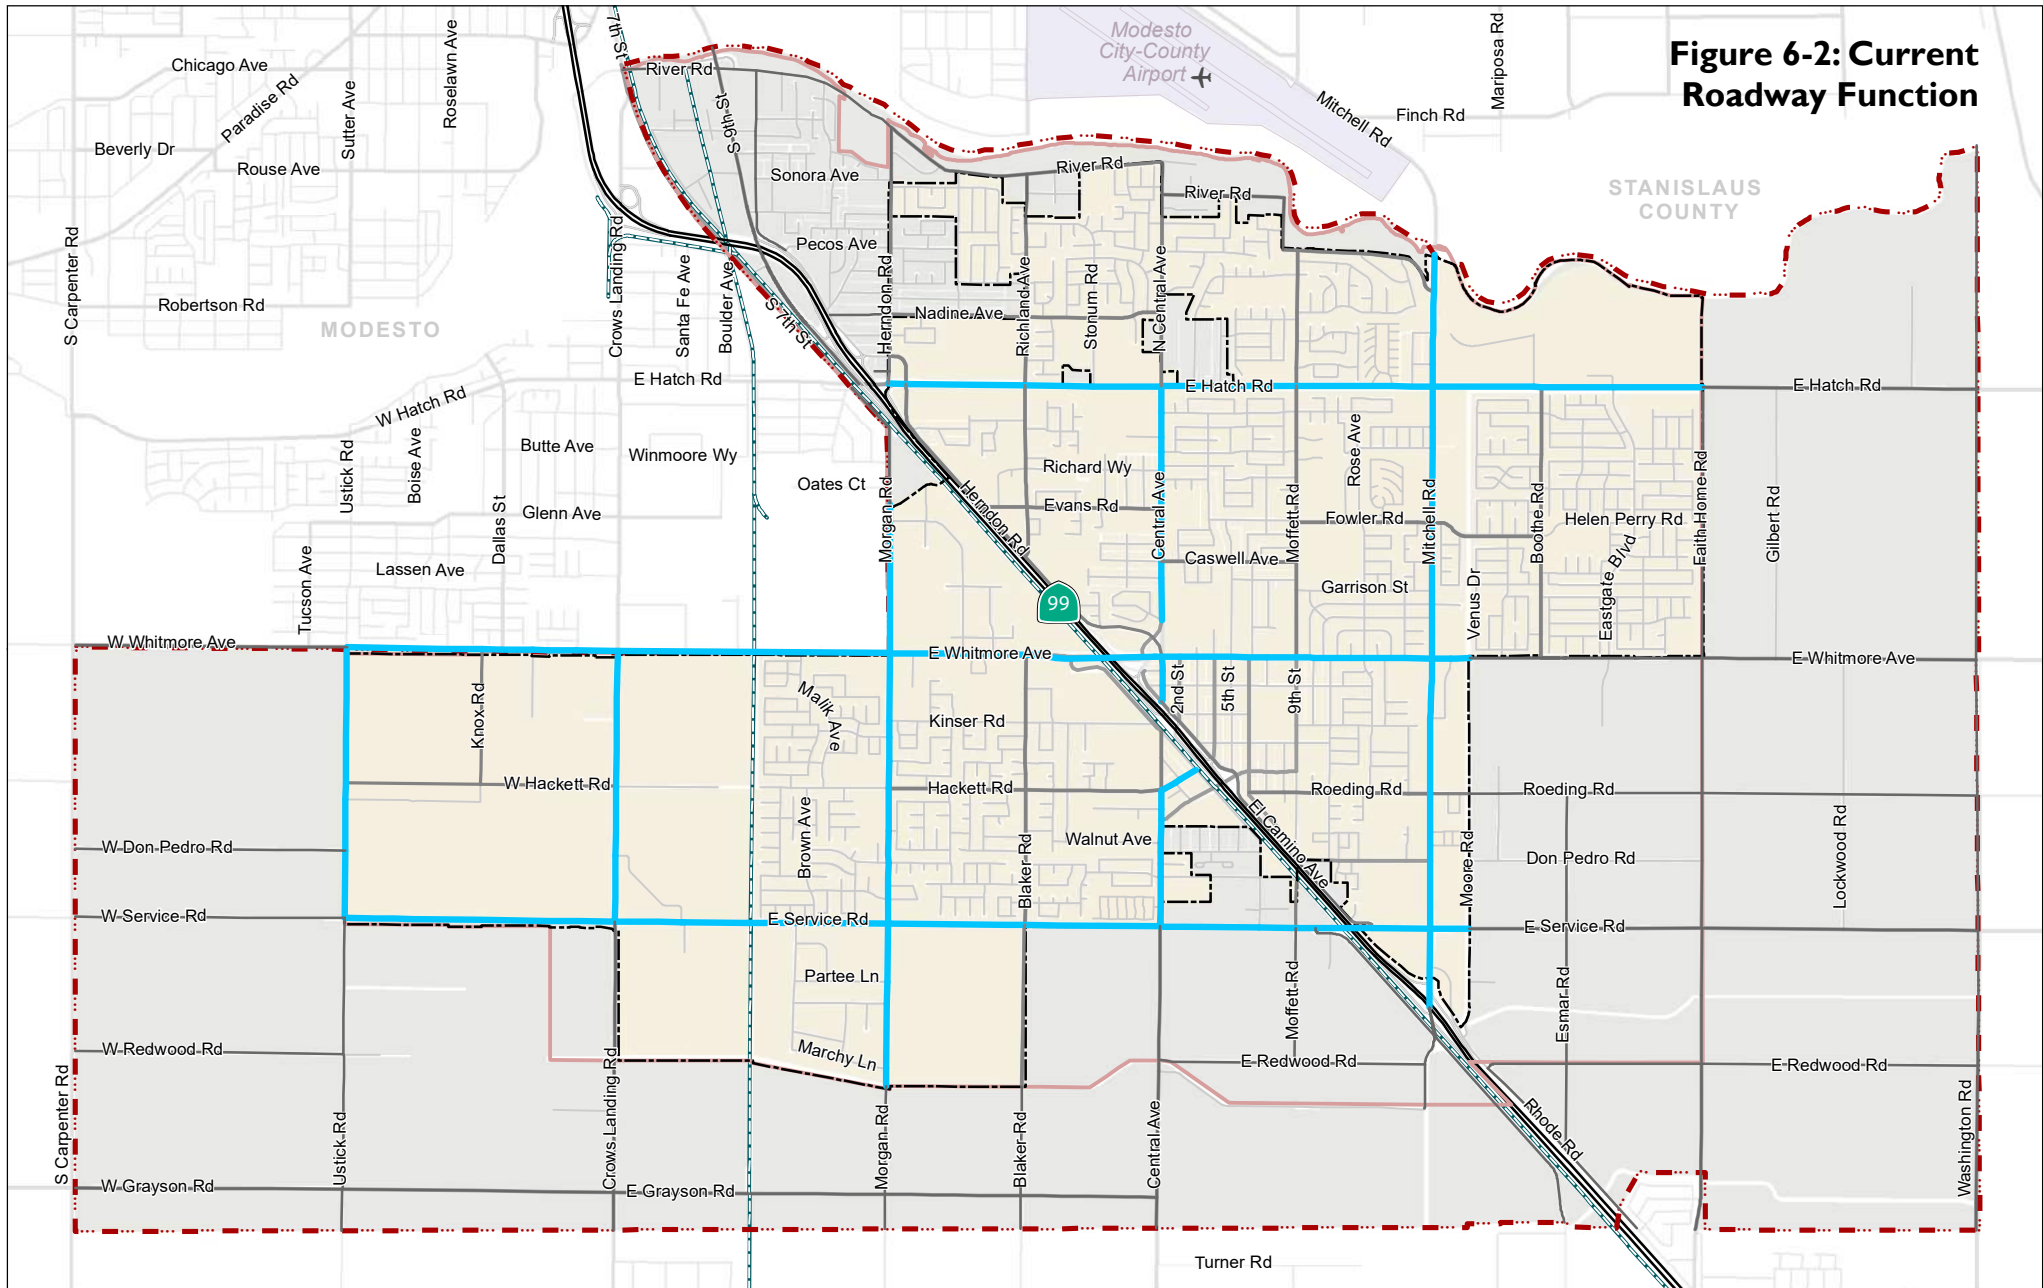 Figure 6-2: Current
Roadway Function
7th St
River Rd
Modesto
City-County
Airport
Mariposa Rd
Finch Rd
Mitchell Rd
Chicago Ave
Paradise Rd
Sutter Ave
Roselawn Ave
Beverly Dr
Rouse Ave
S 9th St
Sonora Ave
River Rd
River Rd
STANISLAUS
COUNTY
S Carpenter Rd
Robertson Rd
MODESTO
Crows Landing Rd
Santa Fe Ave
Boulder Ave
S 7th St
Pecos Ave
Herndon Rd
Nadine Ave
Richland Ave
Stonum Rd
N Central Ave
W Hatch Rd
E Hatch Rd
E Hatch Rd
E Hatch Rd
Ustick Rd
Boise Ave
Butte Ave
Winmoore Wy
Oates Ct
Richard Wy
Evans Rd
Herndon Rd
Central Ave
Moffett Rd
Rose Ave
Mitchell Rd
Fowler Rd
Boothe Rd
Helen Perry Rd
Eastgate Blvd
Faith Home Rd
Gilbert Rd
Dallas St
Glenn Ave
Morgan Rd
Tucson Ave
Lassen Ave
Caswell Ave
Garrison St
Venus Dr
99
W Whitmore Ave
E Whitmore Ave
E Whitmore Ave
Knox Rd
Malik Ave
Kinser Rd
2nd St
5th St
9th St
W Hackett Rd
Hackett Rd
Roeding Rd
Roeding Rd
W Don Pedro Rd
Brown Ave
Blaker Rd
Walnut Ave
El Camino Ave
Moore Rd
Don Pedro Rd
Lockwood Rd
W Service Rd
E Service Rd
E Service Rd
Partee Ln
Moffett Rd
Esmar Rd
W Redwood Rd
Marchy Ln
E Redwood Rd
E Redwood Rd
S Carpenter Rd
Ustick Rd
Crows Landing Rd
Morgan Rd
Blaker Rd
Central Ave
Rhode Rd
Washington Rd
W Grayson Rd
E Grayson Rd
Turner Rd